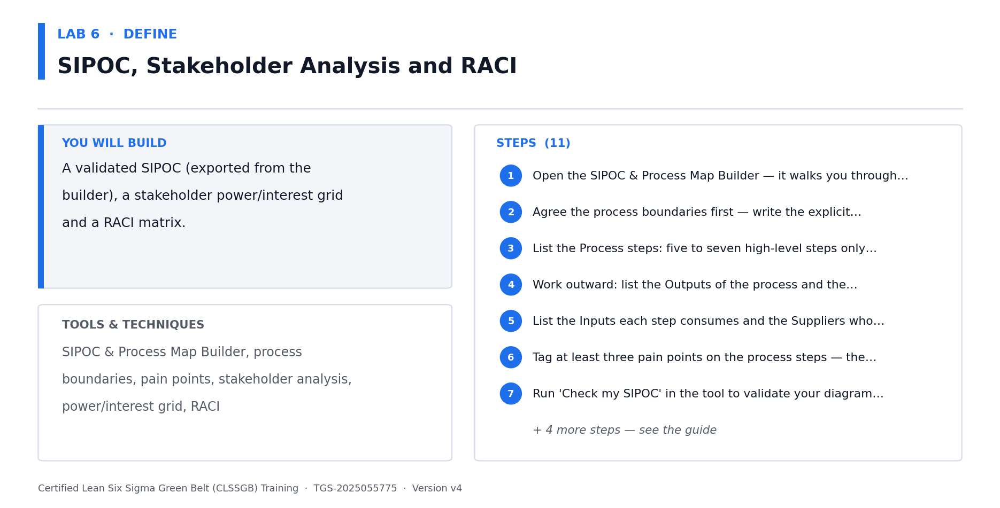 LAB 6 · DEFINE
SIPOC, Stakeholder Analysis and RACI
YOU WILL BUILD
A validated SIPOC (exported from the
builder), a stakeholder power/interest grid
and a RACI matrix.
TOOLS & TECHNIQUES
SIPOC & Process Map Builder, process
boundaries, pain points, stakeholder analysis,
power/interest grid, RACI
STEPS (11)
1 Open the SIPOC & Process Map Builder — it walks you through…
2 Agree the process boundaries first — write the explicit…
3 List the Process steps: five to seven high-level steps only…
4 Work outward: list the Outputs of the process and the…
5 List the Inputs each step consumes and the Suppliers who…
6 Tag at least three pain points on the process steps — the…
7 Run 'Check my SIPOC' in the tool to validate your diagram…
+ 4 more steps — see the guide
Certified Lean Six Sigma Green Belt (CLSSGB) Training · TGS-2025055775 · Version v4